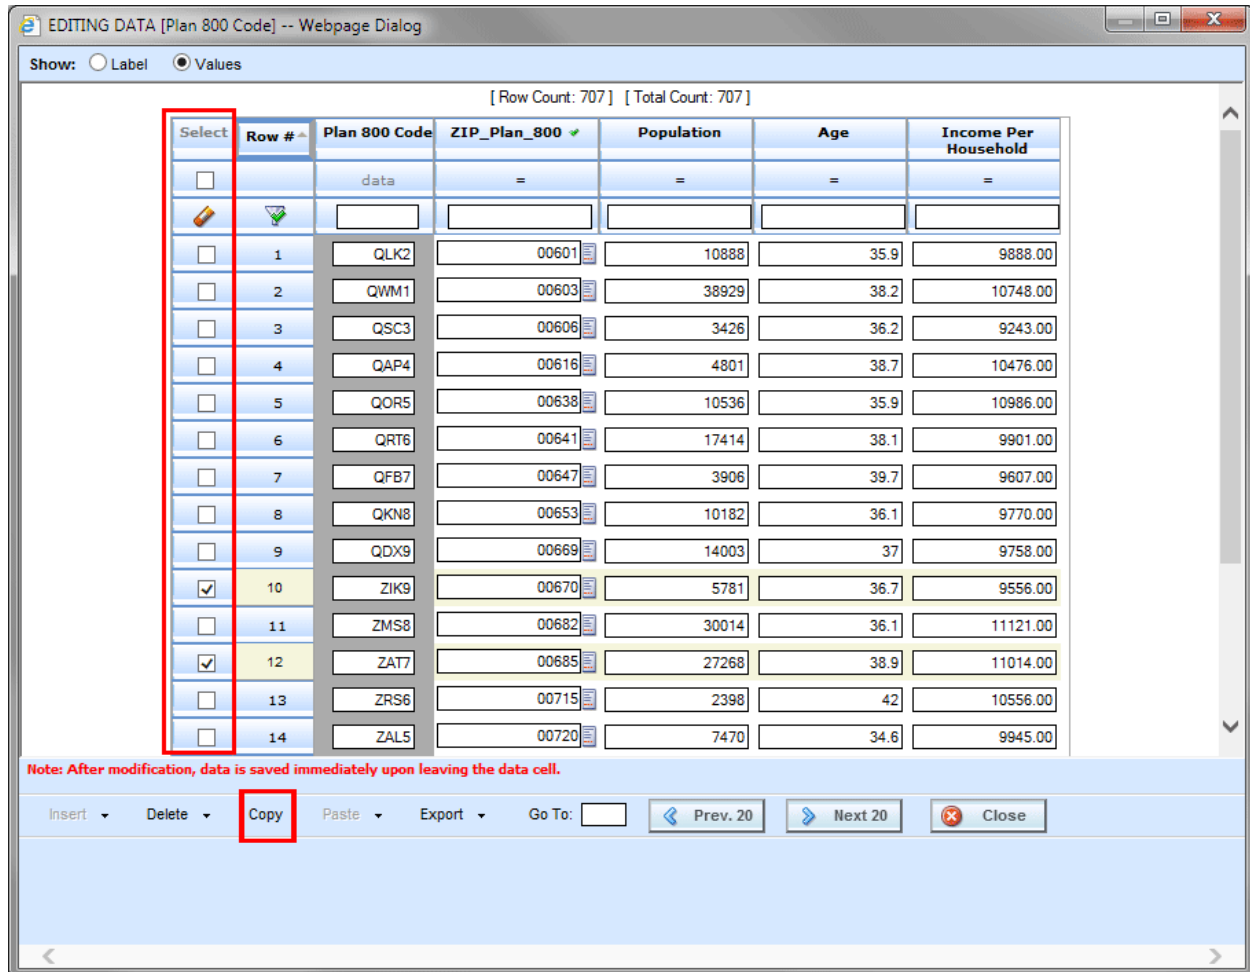 EDITING DATA [Plan 800 Code] -- Webpage Dialog
Show: Label Values
[ Row Count: 707 ] [ Total Count: 707 ]
Select Row # Plan 800 Code ZIP_Plan_800 Population Age Income Per Household
data = = = =
1 QLK2 00601 10888 35.9 9888.00
2 QWM1 00603 38929 38.2 10748.00
3 QSC3 00606 3426 36.2 9243.00
4 QAP4 00616 4801 38.7 10476.00
5 QOR5 00638 10536 35.9 10986.00
6 QRT6 00641 17414 38.1 9901.00
7 QFB7 00647 3906 39.7 9607.00
8 QKN8 00653 10182 36.1 9770.00
9 QDX9 00669 14003 37 9758.00
10 ZIK9 00670 5781 36.7 9556.00
11 ZMS8 00682 30014 36.1 11121.00
12 ZAT7 00685 27268 38.9 11014.00
13 ZRS6 00715 2398 42 10556.00
14 ZAL5 00720 7470 34.6 9945.00
Note: After modification, data is saved immediately upon leaving the data cell.
Insert Delete Copy Paste Export Go To: Prev. 20 Next 20 Close